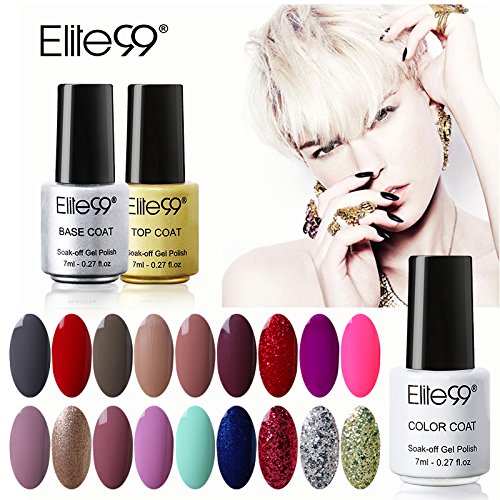 Elite99®
Elite99®
BASE COAT
Soak-off Gel Polish
7ml - 0.27 fl.oz
Elite99®
TOP COAT
Soak-off Gel Polish
7ml - 0.27 fl.oz
Elite99®
COLOR COAT
Soak-off Gel Polish
7ml - 0.27 fl.oz